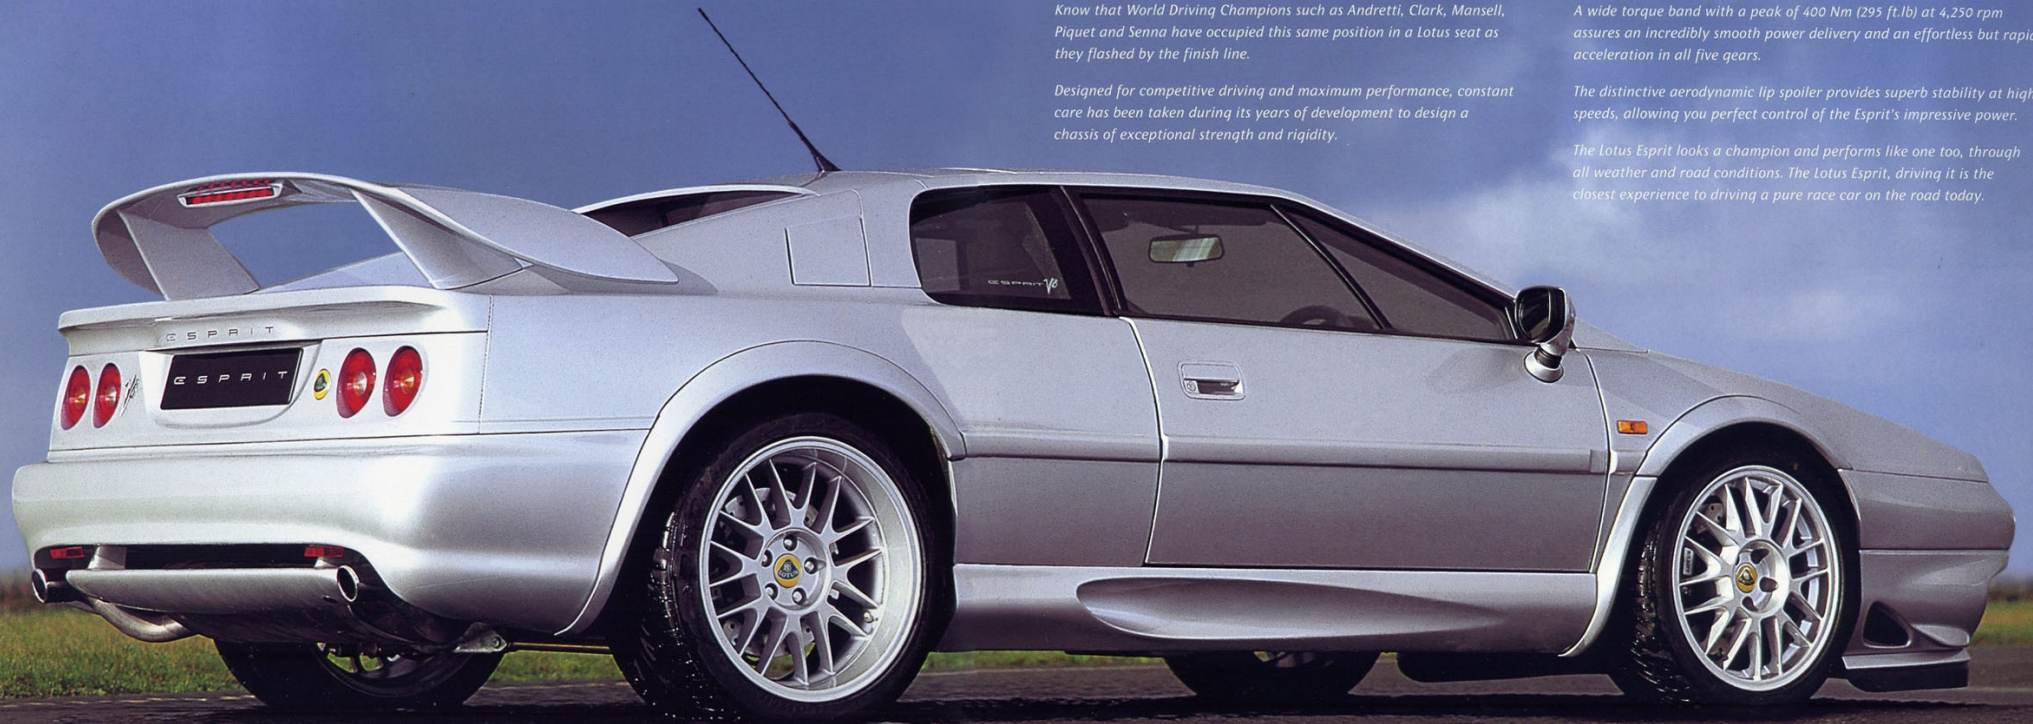 Know that World Driving Champions such as Andretti, Clark, Mansell,
Piquet and Senna have occupied this same position in a Lotus seat as
they flashed by the finish line.
Designed for competitive driving and maximum performance, constant
care has been taken during its years of development to design a
chassis of exceptional strength and rigidity.
A wide torque band with a peak of 400 Nm (295 ft.lb) at 4,250 rpm
assures an incredibly smooth power delivery and an effortless but rapid
acceleration in all five gears.
The distinctive aerodynamic lip spoiler provides superb stability at high
speeds, allowing you perfect control of the Esprit's impressive power.
The Lotus Esprit looks a champion and performs like one too, through
all weather and road conditions. The Lotus Esprit, driving it is the
closest experience to driving a pure race car on the road today.
ESPRIT V8
ESPRIT
ESPRIT
V8
LOTUS